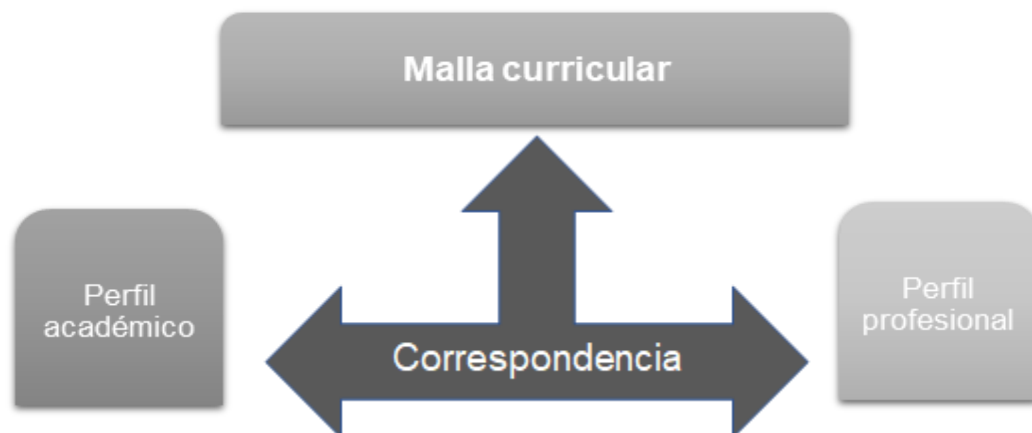 Malla curricular
Perfil
académico
Correspondencia
Perfil
profesional